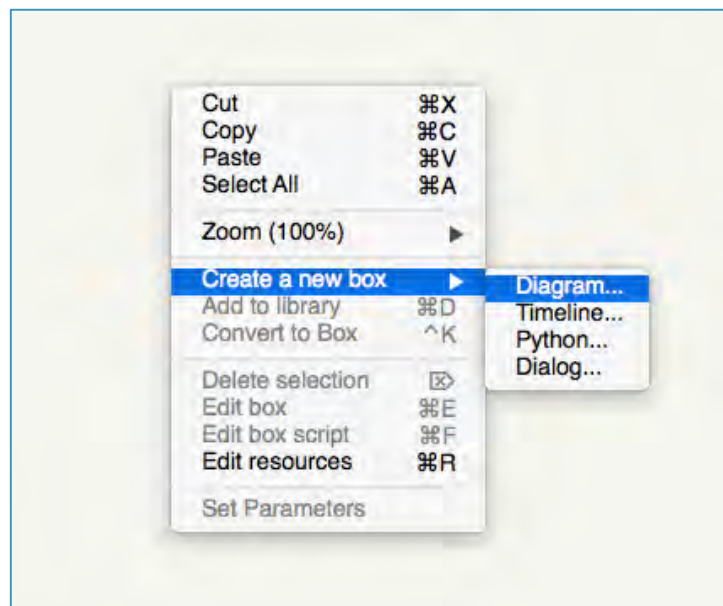 Cut ⌘X
Copy ⌘C
Paste ⌘V
Select All ⌘A
Zoom (100%) ▶
Create a new box ▶
Diagram...
Add to library ⌘D
Timeline...
Convert to Box ^K
Python...
Dialog...
Delete selection ⌦
Edit box ⌘E
Edit box script ⌘F
Edit resources ⌘R
Set Parameters